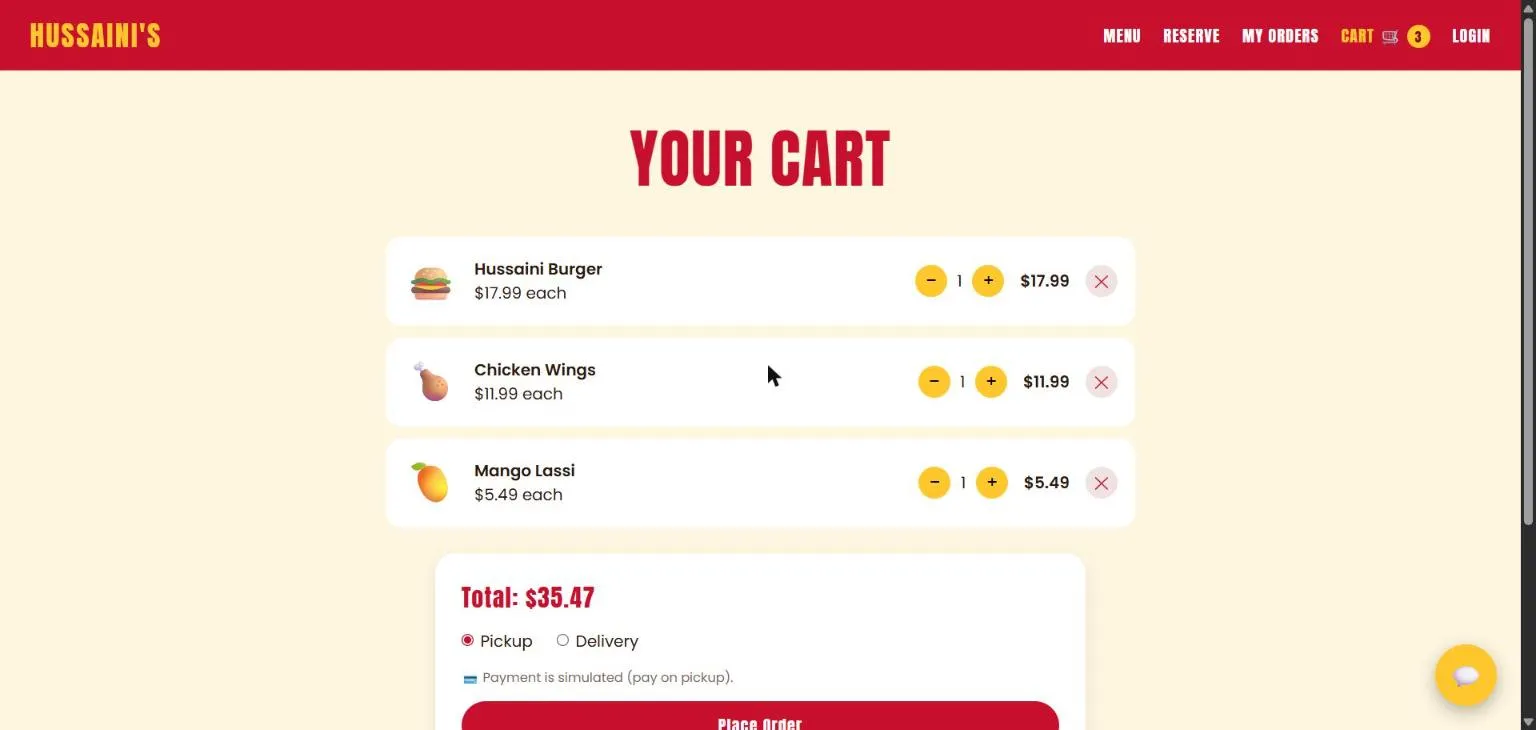 HUSSAINI'S
MENU RESERVE MY ORDERS CART 3 LOGIN
YOUR CART
Hussaini Burger
$17.99 each
− 1 + $17.99
Chicken Wings
$11.99 each
− 1 + $11.99
Mango Lassi
$5.49 each
− 1 + $5.49
Total: $35.47
Pickup Delivery
Payment is simulated (pay on pickup).
Place Order